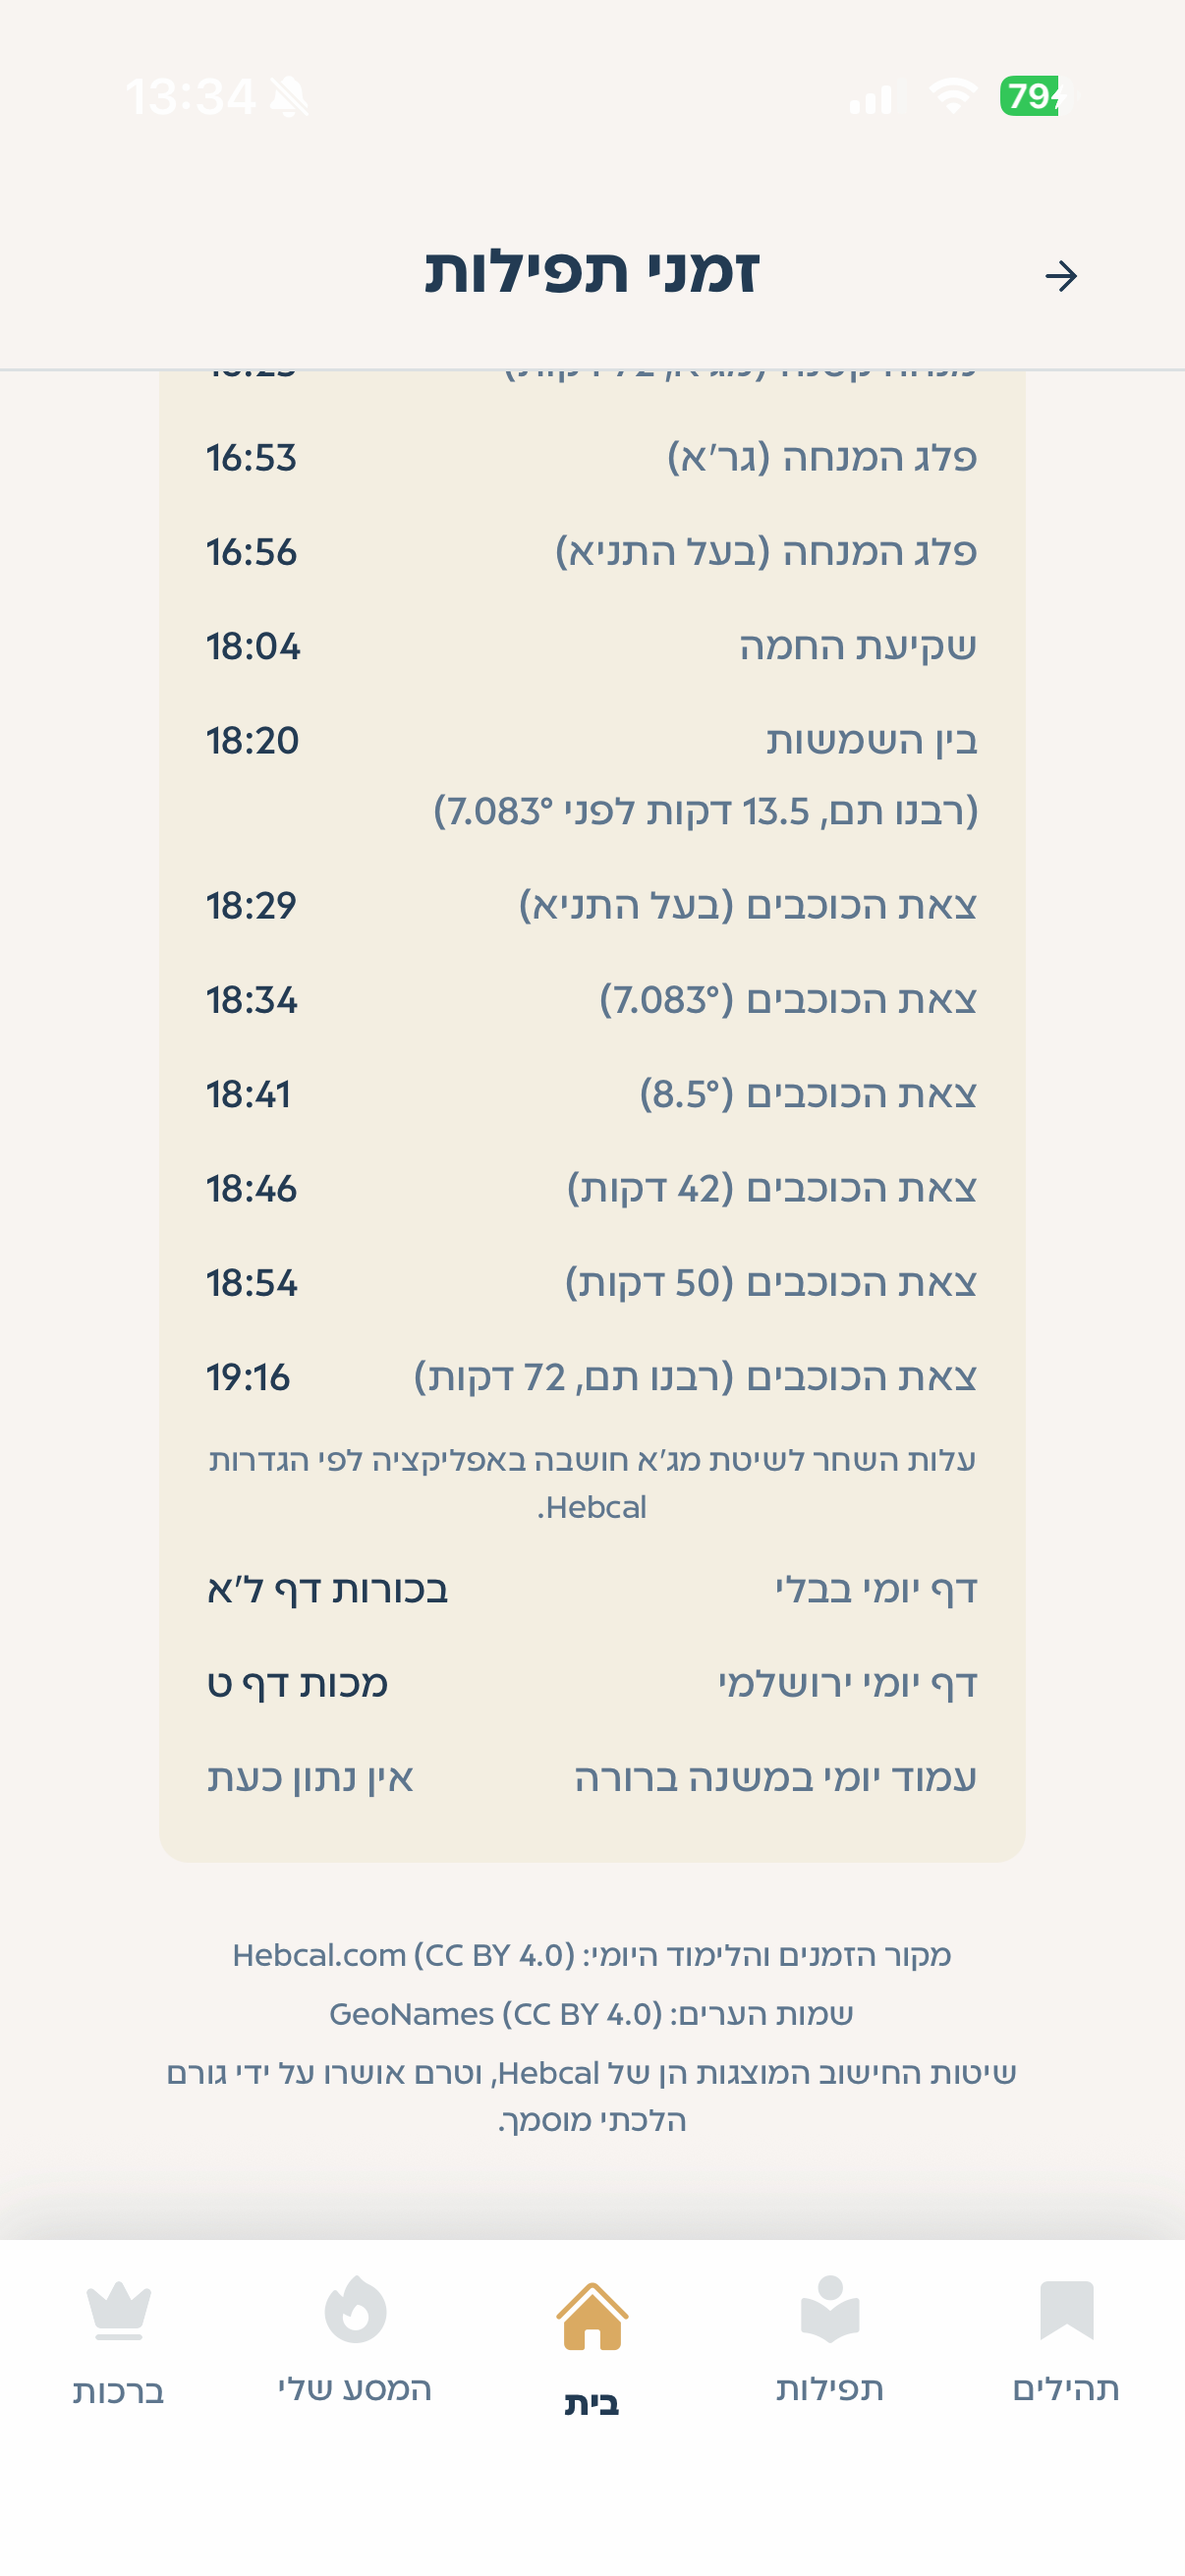 13:34
79
זמני תפילות
פלג המנחה (גר'א) 16:53
פלג המנחה (בעל התניא) 16:56
שקיעת החמה 18:04
בין השמשות 18:20
(רבנו תם, 13.5 דקות לפני 7.083°)
צאת הכוכבים (בעל התניא) 18:29
צאת הכוכבים (7.083°) 18:34
צאת הכוכבים (8.5°) 18:41
צאת הכוכבים (42 דקות) 18:46
צאת הכוכבים (50 דקות) 18:54
צאת הכוכבים (רבנו תם, 72 דקות) 19:16
עלות השחר לשיטת מג'א חושבה באפליקציה לפי הגדרות
Hebcal.
דף יומי בבלי בכורות דף ל'א
דף יומי ירושלמי מכות דף ט
עמוד יומי במשנה ברורה אין נתון כעת
מקור הזמנים והלימוד היומי: Hebcal.com (CC BY 4.0)
שמות הערים: GeoNames (CC BY 4.0)
שיטות החישוב המוצגות הן של Hebcal, וטרם אושרו על ידי גורם
הלכתי מוסמך.
תהילים
תפילות
בית
המסע שלי
ברכות